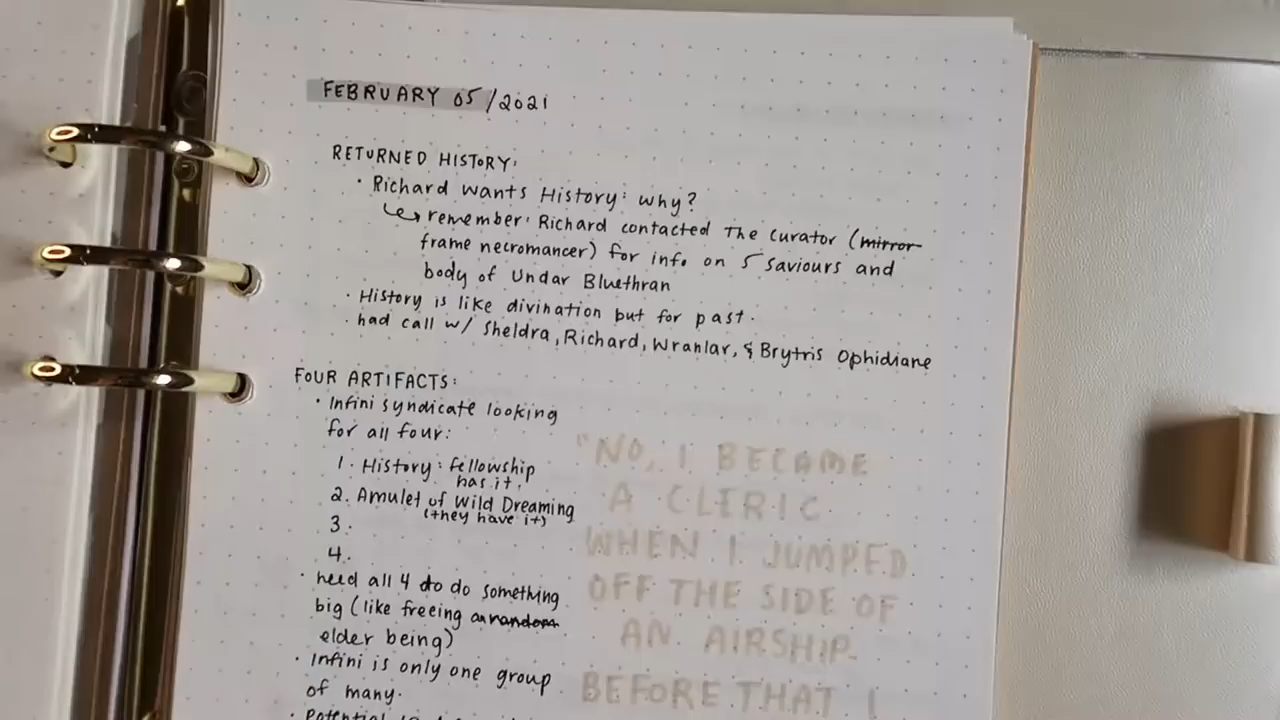 FEBRUARY 05/2021
RETURNED HISTORY:
· Richard wants History: why?
remember: Richard contacted The Curator (mirror
frame necromancer) for info on 5 saviours and
body of Undar Bluethran
· History is like divination but for past.
· had call w/ Sheldra, Richard, Wranlar, & Brytris Ophidiane
FOUR ARTIFACTS:
· Infini syndicate looking
for all four:
1. History: fellowship
has it.
2. Amulet of Wild Dreaming
(they have it)
3.
4.
· need all 4 to do something
big (like freeing a random
elder being)
· Infini is only one group
of many.
"NO, I BECAME
A CLERIC
WHEN I JUMPED
OFF THE SIDE OF
AN AIRSHIP.
BEFORE THAT I